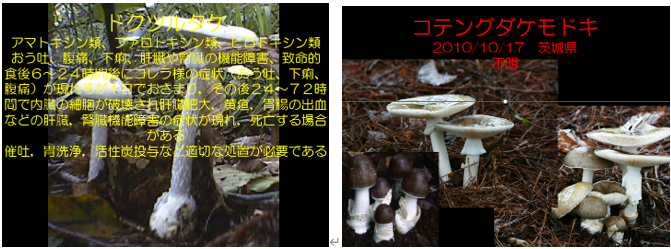 ドクツルタケ
アマトキシン類、ファロトキシン類、ビロトキシン類
おう吐、腹痛、下痢、肝臓や腎臓の機能障害、致命的
食後６～２４時間後にコレラ様の症状（おう吐、下痢、
腹痛）が現れるが１日でおさまり、その後２４～７２時
間で内臓の細胞が破壊され肝臓肥大，黄疸，胃腸の出血
などの肝臓，腎臓機能障害の症状が現れ，死亡する場合
がある
催吐，胃洗浄，活性炭投与など適切な処置が必要である
コテングダケモドキ
2010/10/17 茨城県
不明